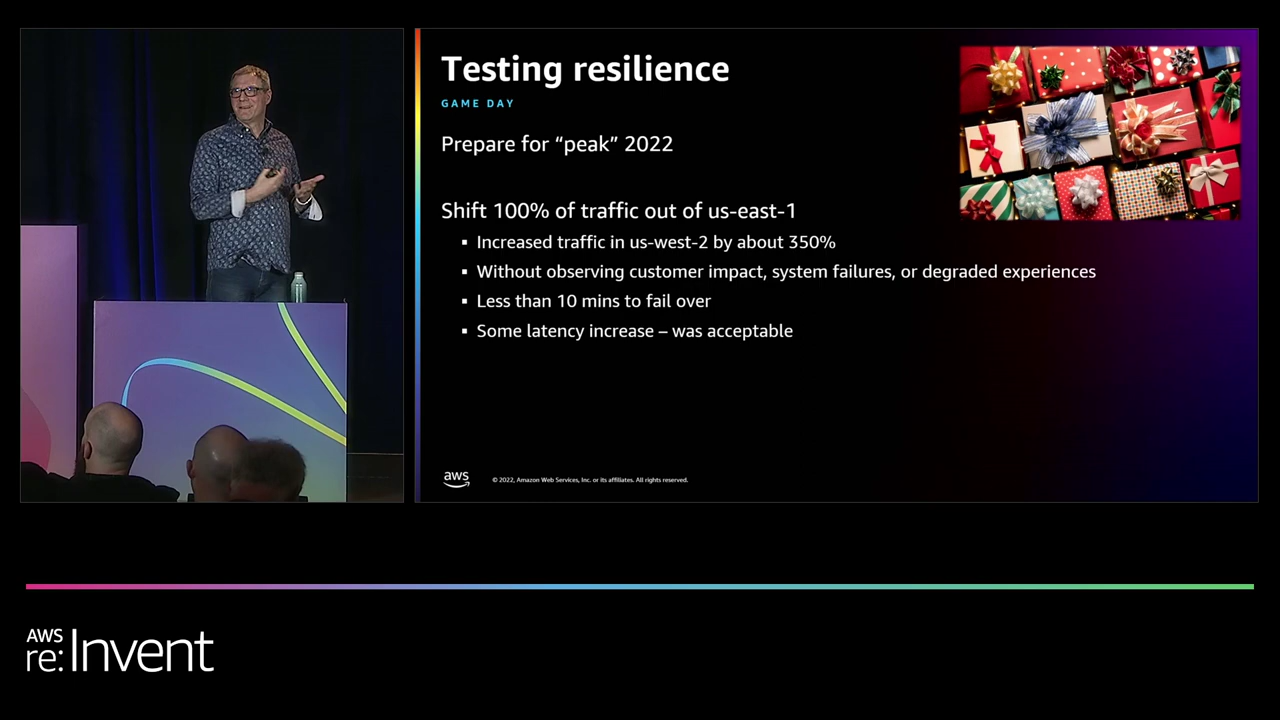 Testing resilience
GAME DAY
Prepare for “peak” 2022
Shift 100% of traffic out of us-east-1
▪ Increased traffic in us-west-2 by about 350%
▪ Without observing customer impact, system failures, or degraded experiences
▪ Less than 10 mins to fail over
▪ Some latency increase – was acceptable
aws
© 2022, Amazon Web Services, Inc. or its affiliates. All rights reserved.
AWS
re:Invent